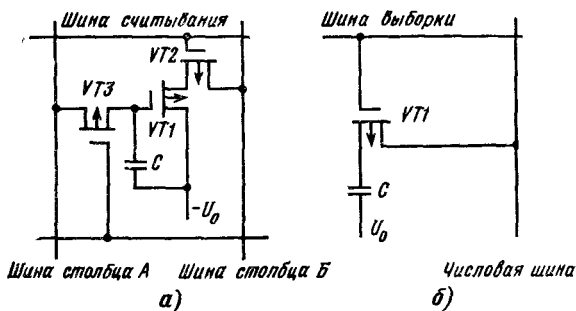 Шина считывания
Шина выборки
VT2
VT3
VT1
VT1
C
C
-U₀
U₀
Шина столбца А
Шина столбца Б
Числовая шина
а)
б)